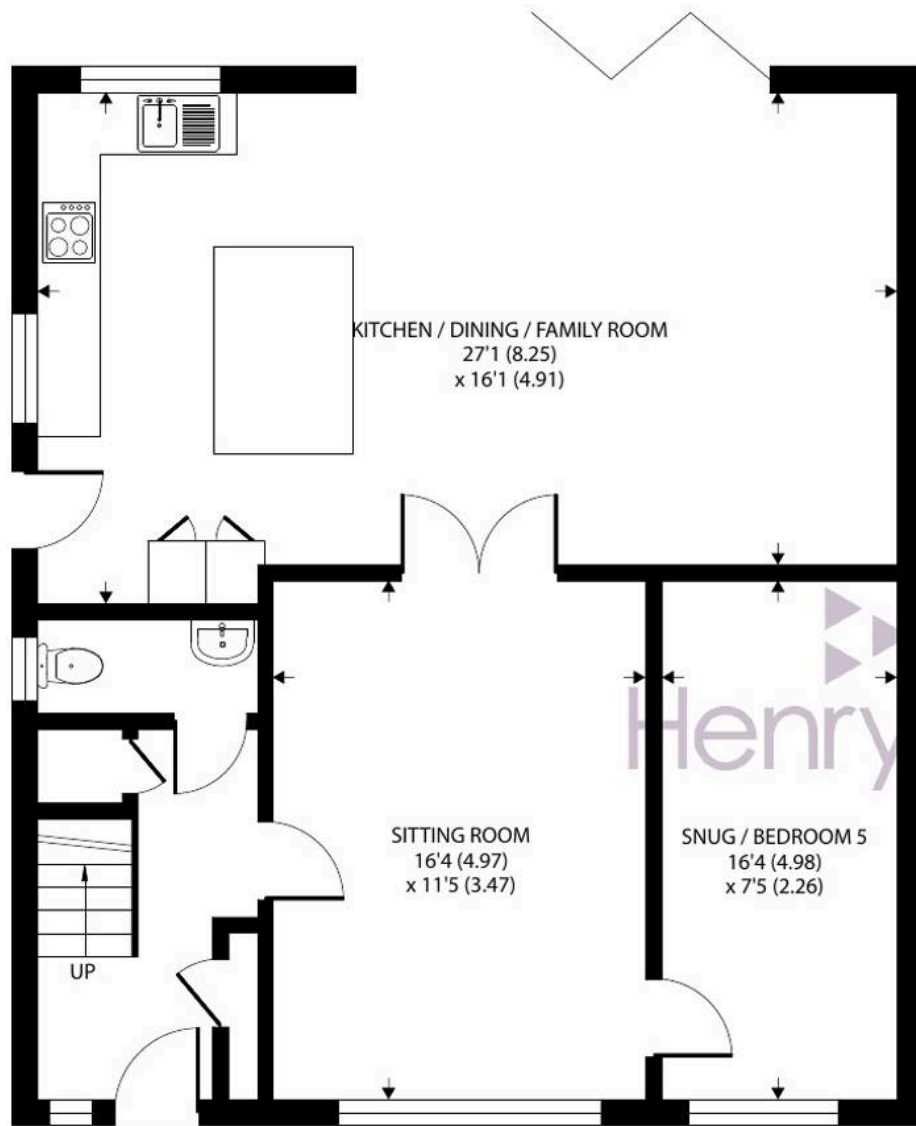 KITCHEN / DINING / FAMILY ROOM
27'1 (8.25)
x 16'1 (4.91)
Henry
SITTING ROOM
16'4 (4.97)
x 11'5 (3.47)
SNUG / BEDROOM 5
16'4 (4.98)
x 7'5 (2.26)
UP